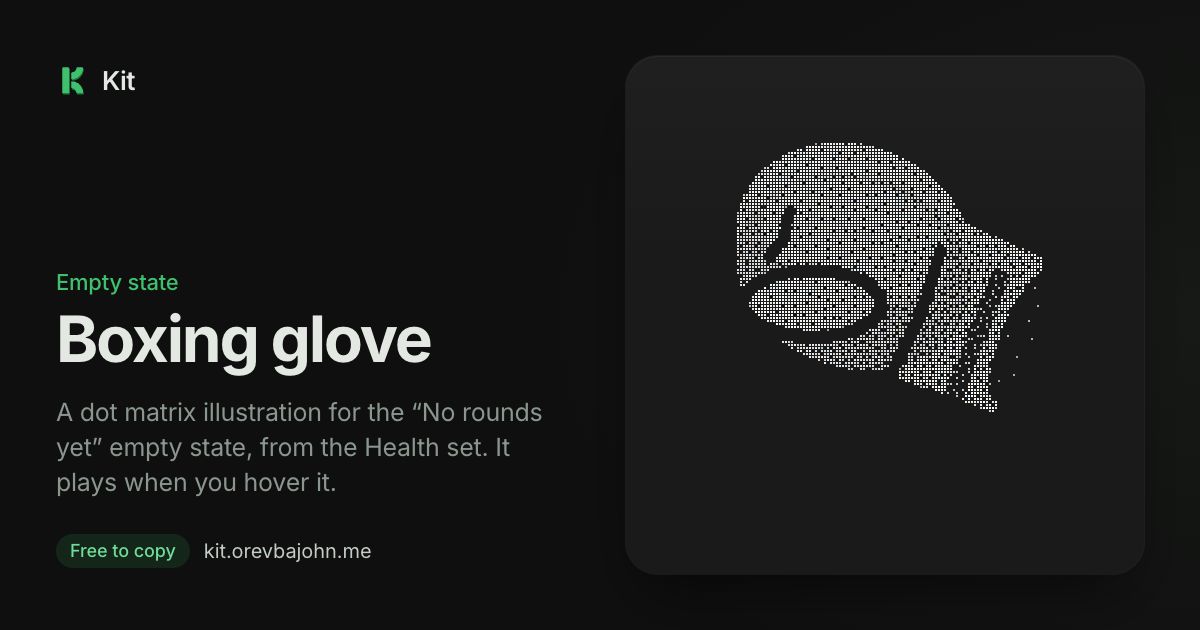 Kit
Empty state
Boxing glove
A dot matrix illustration for the “No rounds
yet” empty state, from the Health set. It
plays when you hover it.
Free to copy
kit.orevbajohn.me